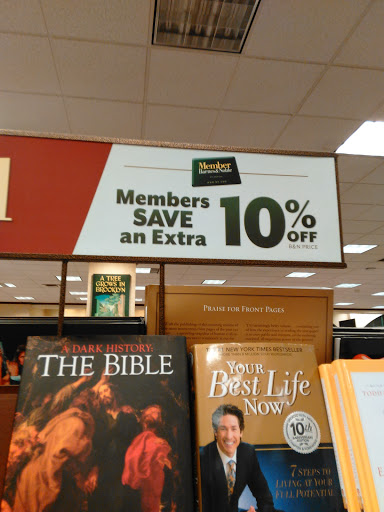 Member
Barnes & Noble
Members
SAVE
an Extra
10% OFF
B&N PRICE
A TREE
GROWS IN
BROOKLYN
PRAISE FOR FRONT PAGES
A DARK HISTORY:
THE BIBLE
#1 NEW YORK TIMES BESTSELLER
YOUR
Best Life
Now
10th
ANNIVERSARY
7 STEPS TO
LIVING AT YOUR
FULL POTENTIAL